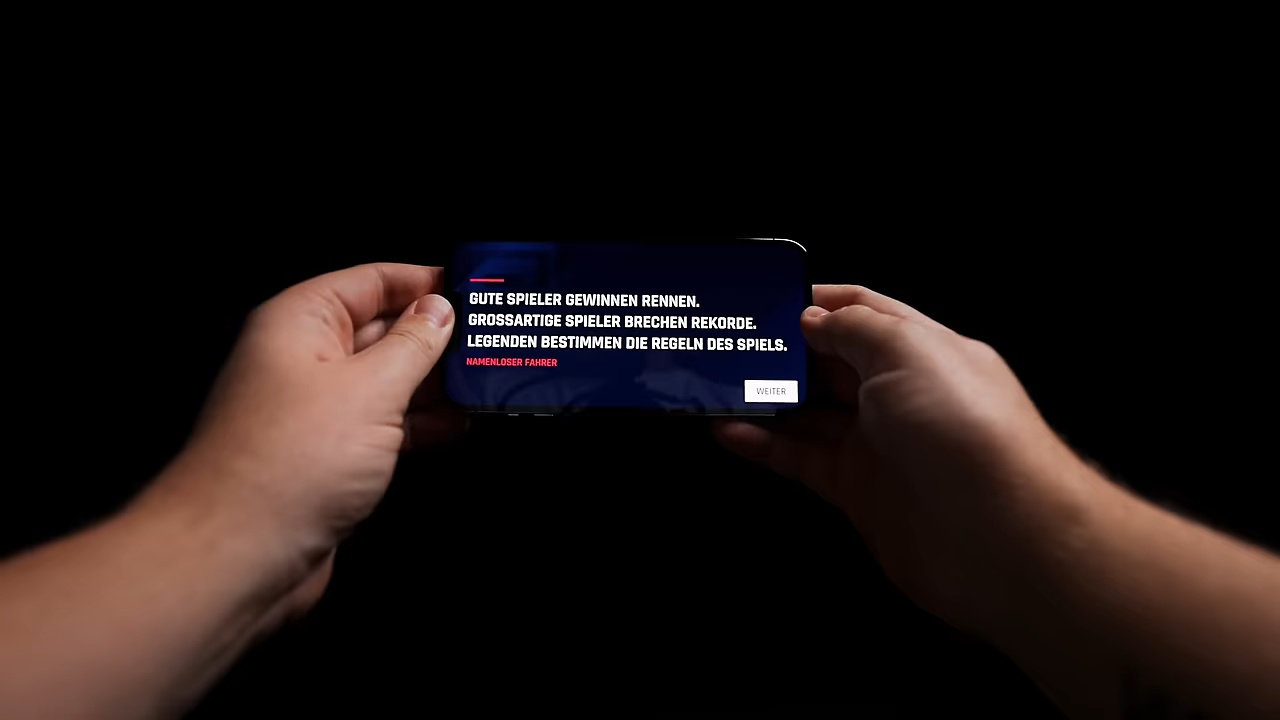 GUTE SPIELER GEWINNEN RENNEN.
GROSSARTIGE SPIELER BRECHEN REKORDE.
LEGENDEN BESTIMMEN DIE REGELN DES SPIELS.
NAMENLOSER FAHRER
WEITER